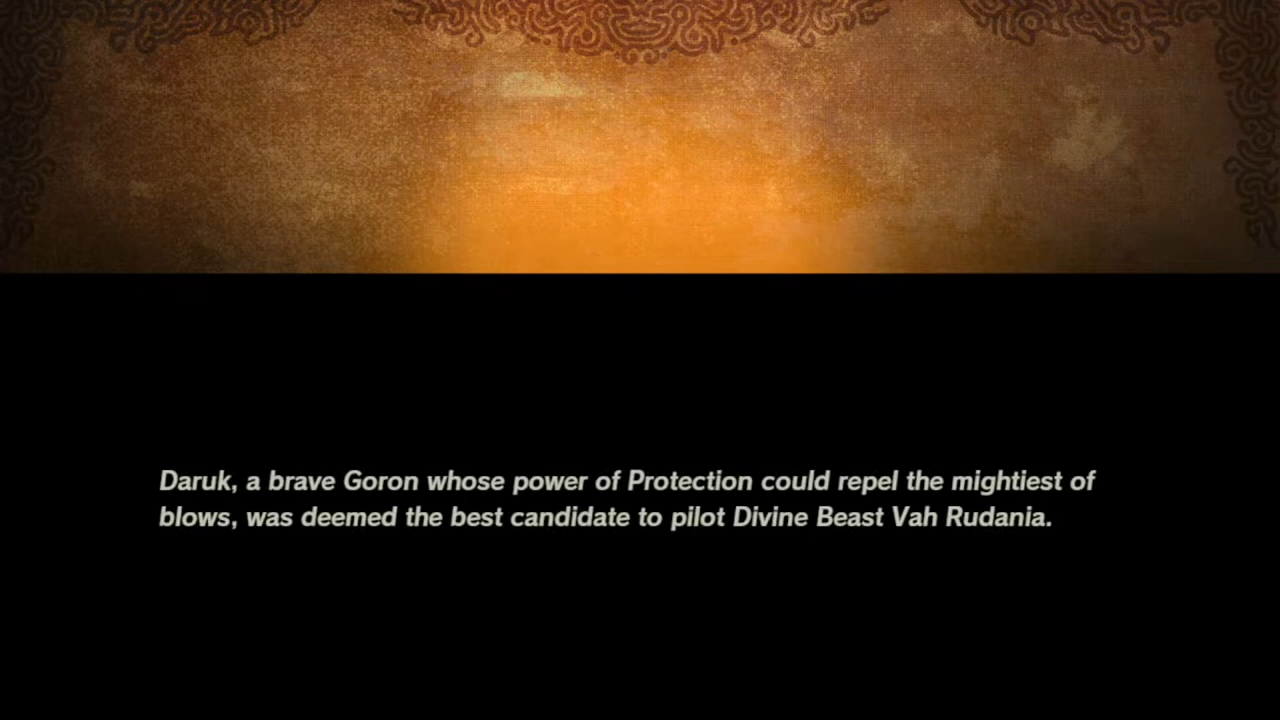 Daruk, a brave Goron whose power of Protection could repel the mightiest of
blows, was deemed the best candidate to pilot Divine Beast Vah Rudania.